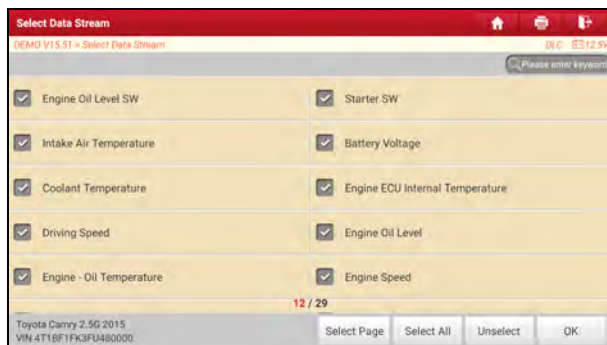 Select Data Stream
DEMO V15.51 > Select Data Stream
DLC 12.5V
Please enter keyword
Engine Oil Level SW
Starter SW
Intake Air Temperature
Battery Voltage
Coolant Temperature
Engine ECU Internal Temperature
Driving Speed
Engine Oil Level
Engine - Oil Temperature
Engine Speed
12 / 29
Toyota Camry 2.5G 2015
VIN 4T1BF1FK3FU480000
Select Page
Select All
Unselect
OK